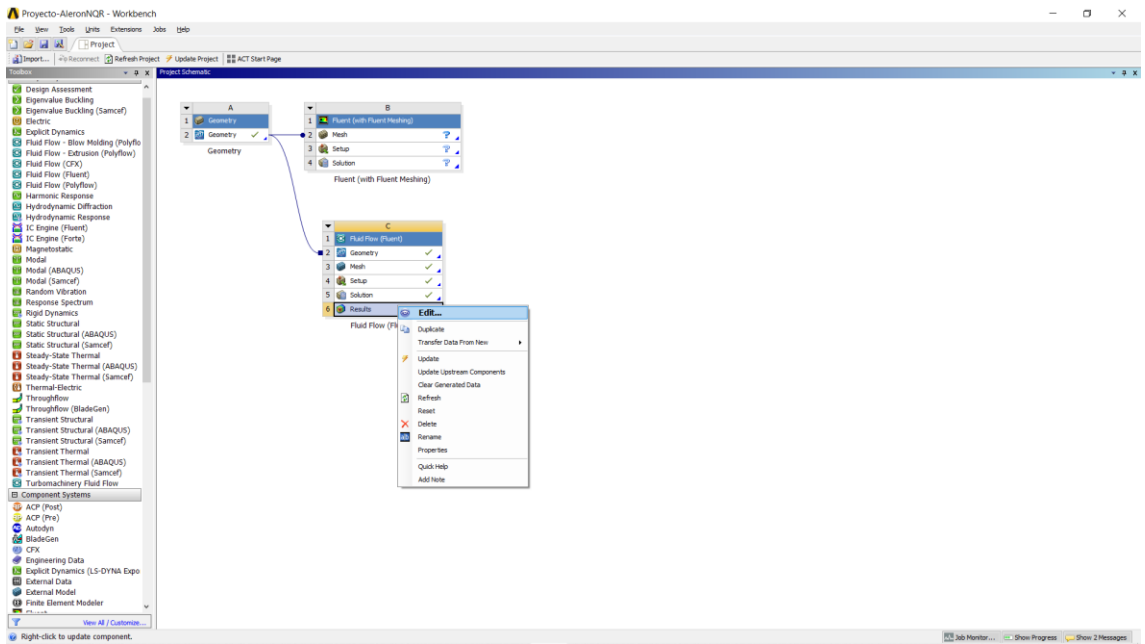 Proyecto-AleronNQR - Workbench
File View Tools Units Extensions Jobs Help
Project
Import... Reconnect Refresh Project Update Project ACT Start Page
Toolbox
Project Schematic
Design Assessment
Eigenvalue Buckling
Eigenvalue Buckling (Samcef)
Electric
Explicit Dynamics
Fluid Flow - Blow Molding (Polyflo
Fluid Flow - Extrusion (Polyflow)
Fluid Flow (CFX)
Fluid Flow (Fluent)
Fluid Flow (Polyflow)
Harmonic Response
Hydrodynamic Diffraction
Hydrodynamic Response
IC Engine (Fluent)
IC Engine (Forte)
Magnetostatic
Modal
Modal (ABAQUS)
Modal (Samcef)
Random Vibration
Response Spectrum
Rigid Dynamics
Static Structural
Static Structural (ABAQUS)
Static Structural (Samcef)
Steady-State Thermal
Steady-State Thermal (ABAQUS)
Steady-State Thermal (Samcef)
Thermal-Electric
Throughflow
Throughflow (BladeGen)
Transient Structural
Transient Structural (ABAQUS)
Transient Structural (Samcef)
Transient Thermal
Transient Thermal (ABAQUS)
Transient Thermal (Samcef)
Turbomachinery Fluid Flow
Component Systems
ACP (Post)
ACP (Pre)
Autodyn
BladeGen
CFX
Engineering Data
Explicit Dynamics (LS-DYNA Expo
External Data
External Model
Finite Element Modeler
View All / Customize...
A
1 Geometry
2 Geometry
Geometry
B
1 Fluent (with Fluent Meshing)
2 Mesh ?
3 Setup ?
4 Solution ?
Fluent (with Fluent Meshing)
C
1 Fluid Flow (Fluent)
2 Geometry
3 Mesh
4 Setup
5 Solution
6 Results
Fluid Flow (Fl
Edit...
Duplicate
Transfer Data From New
Update
Update Upstream Components
Clear Generated Data
Refresh
Reset
Delete
Rename
Properties
Quick Help
Add Note
Right-click to update component.
Job Monitor... Show Progress Show 2 Messages